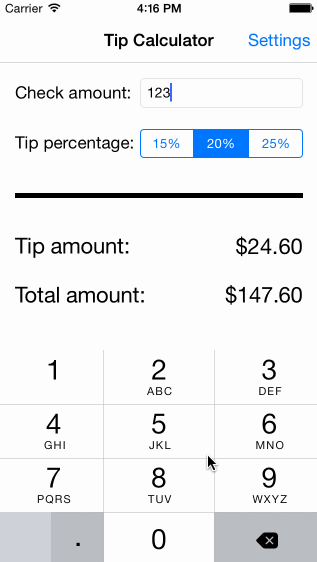 Carrier 4:16 PM
Tip Calculator Settings
Check amount: 123
Tip percentage: 15% 20% 25%
Tip amount: $24.60
Total amount: $147.60
1 2 3
ABC DEF
4 5 6
GHI JKL MNO
7 8 9
PQRS TUV WXYZ
. 0